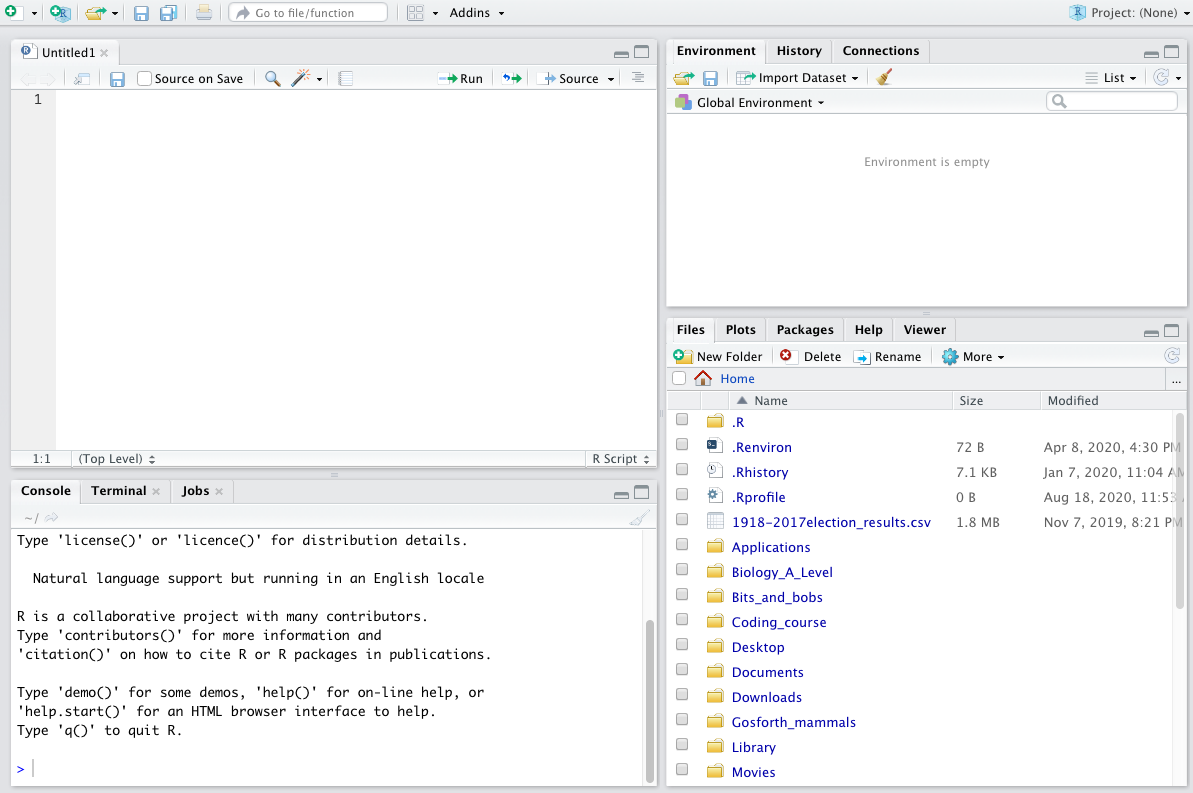 Go to file/function Addins Project: (None)
Untitled1
Source on Save Run Source
1
1:1 (Top Level) R Script
Console Terminal Jobs
~/
Type 'license()' or 'licence()' for distribution details.
Natural language support but running in an English locale
R is a collaborative project with many contributors.
Type 'contributors()' for more information and
'citation()' on how to cite R or R packages in publications.
Type 'demo()' for some demos, 'help()' for on-line help, or
'help.start()' for an HTML browser interface to help.
Type 'q()' to quit R.
>
Environment History Connections
Import Dataset List
Global Environment
Environment is empty
Files Plots Packages Help Viewer
New Folder Delete Rename More
Home ...
Name Size Modified
.R
.Renviron 72 B Apr 8, 2020, 4:30 PM
.Rhistory 7.1 KB Jan 7, 2020, 11:04 AM
.Rprofile 0 B Aug 18, 2020, 11:53
1918-2017election_results.csv 1.8 MB Nov 7, 2019, 8:21 PM
Applications
Biology_A_Level
Bits_and_bobs
Coding_course
Desktop
Documents
Downloads
Gosforth_mammals
Library
Movies